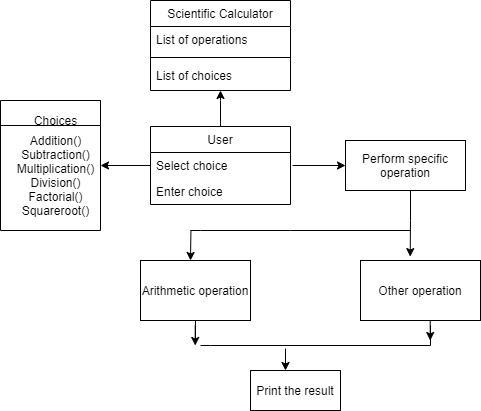 Scientific Calculator
List of operations
List of choices
Choices
Addition()
Subtraction()
Multiplication()
Division()
Factorial()
Squareroot()
User
Select choice
Enter choice
Perform specific
operation
Arithmetic operation
Other operation
Print the result